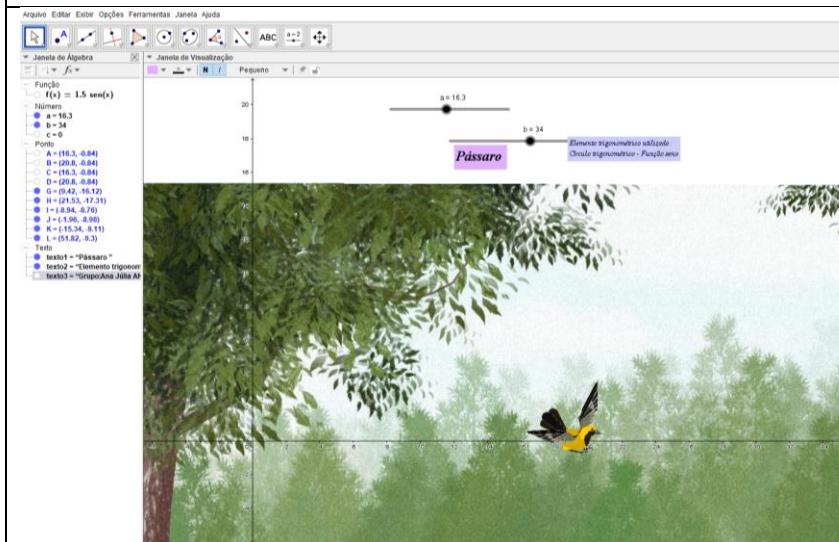 Arquivo Editar Exibir Opções Ferramentas Janela Ajuda
A
ABC
a=2
Janela de Álgebra
Janela de Visualização
fx
N I
Pequeno
Função
f(x) = 1.5 sen(x)
Número
a = 16.3
b = 34
c = 0
Ponto
A = (16.3, -0.84)
B = (20.8, -0.84)
C = (16.3, -0.84)
D = (20.8, -0.84)
G = (9.42, -16.12)
H = (21.53, -17.31)
I = (-8.94, -8.76)
J = (-1.96, -8.98)
K = (-15.34, -9.11)
L = (51.82, -9.3)
Texto
texto1 = "Pássaro "
texto2 = "Elemento trigonom
texto3 = "Grupo:Ana Júlia Al
a = 16.3
b = 34
Pássaro
Elemento trigonométrico utilizado
Círculo trigonométrico - Função seno
20
18
16